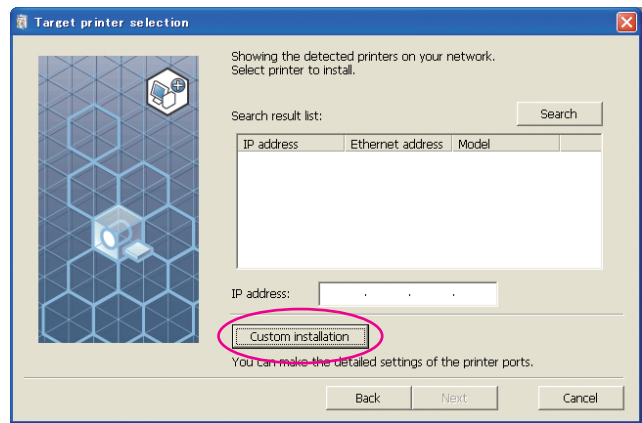 Target printer selection
Showing the detected printers on your network.
Select printer to install.
Search result list:
Search
IP address Ethernet address Model
IP address: . . .
Custom installation
You can make the detailed settings of the printer ports.
Back Next Cancel